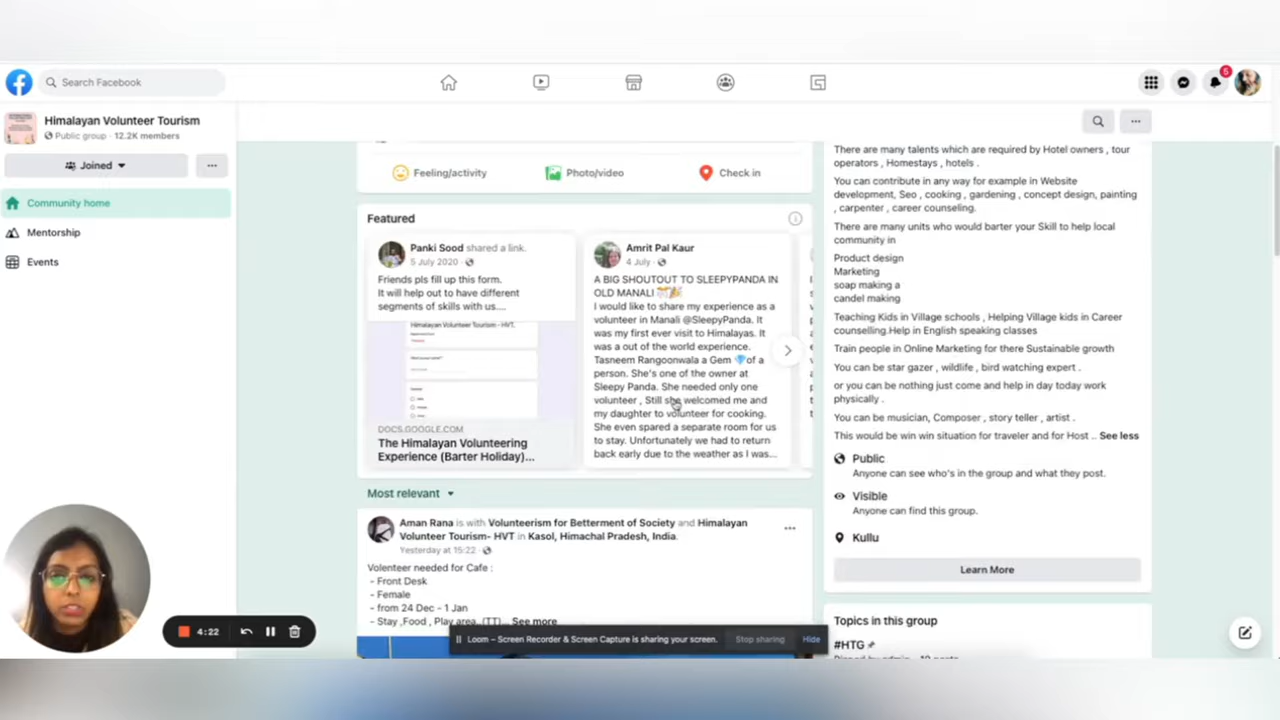 Search Facebook
5
Himalayan Volunteer Tourism
Public group · 12.2K members
Joined
Community home
Mentorship
Events
Feeling/activity
Photo/video
Check in
Featured
Panki Sood shared a link.
5 July 2020
Friends pls fill up this form.
It will help out to have different
segments of skills with us....
Himalayan Volunteer Tourism - HVT.
DOCS.GOOGLE.COM
The Himalayan Volunteering
Experience (Barter Holiday)...
Amrit Pal Kaur
4 July
A BIG SHOUTOUT TO SLEEPYPANDA IN
OLD MANALI
I would like to share my experience as a
volunteer in Manali @SleepyPanda. It
was my first ever visit to Himalayas. It
was a out of the world experience.
Tasneem Rangoonwala a Gem of a
person. She's one of the owner at
Sleepy Panda. She needed only one
volunteer , Still she welcomed me and
my daughter to volunteer for cooking.
She even spared a separate room for us
to stay. Unfortunately we had to return
back early due to the weather as I was...
Most relevant
Aman Rana is with Volunteerism for Betterment of Society and Himalayan
Volunteer Tourism- HVT in Kasol, Himachal Pradesh, India.
Yesterday at 15:22
Volenteer needed for Cafe :
- Front Desk
- Female
- from 24 Dec - 1 Jan
- Stay ,Food , Play area, (TT)... See more
There are many talents which are required by Hotel owners , tour
operators , Homestays , hotels .
You can contribute in any way for example in Website
development, Seo , cooking , gardening , concept design, painting
, carpenter , career counseling.
There are many units who would barter your Skill to help local
community in
Product design
Marketing
soap making a
candel making
Teaching Kids in Village schools , Helping Village kids in Career
counselling.Help in English speaking classes
Train people in Online Marketing for there Sustainable growth
You can be star gazer , wildlife , bird watching expert .
or you can be nothing just come and help in day today work
physically .
You can be musician, Composer , story teller , artist .
This would be win win situation for traveler and for Host .. See less
Public
Anyone can see who's in the group and what they post.
Visible
Anyone can find this group.
Kullu
Learn More
Topics in this group
#HTG
4:22
Loom – Screen Recorder & Screen Capture is sharing your screen.
Stop sharing
Hide